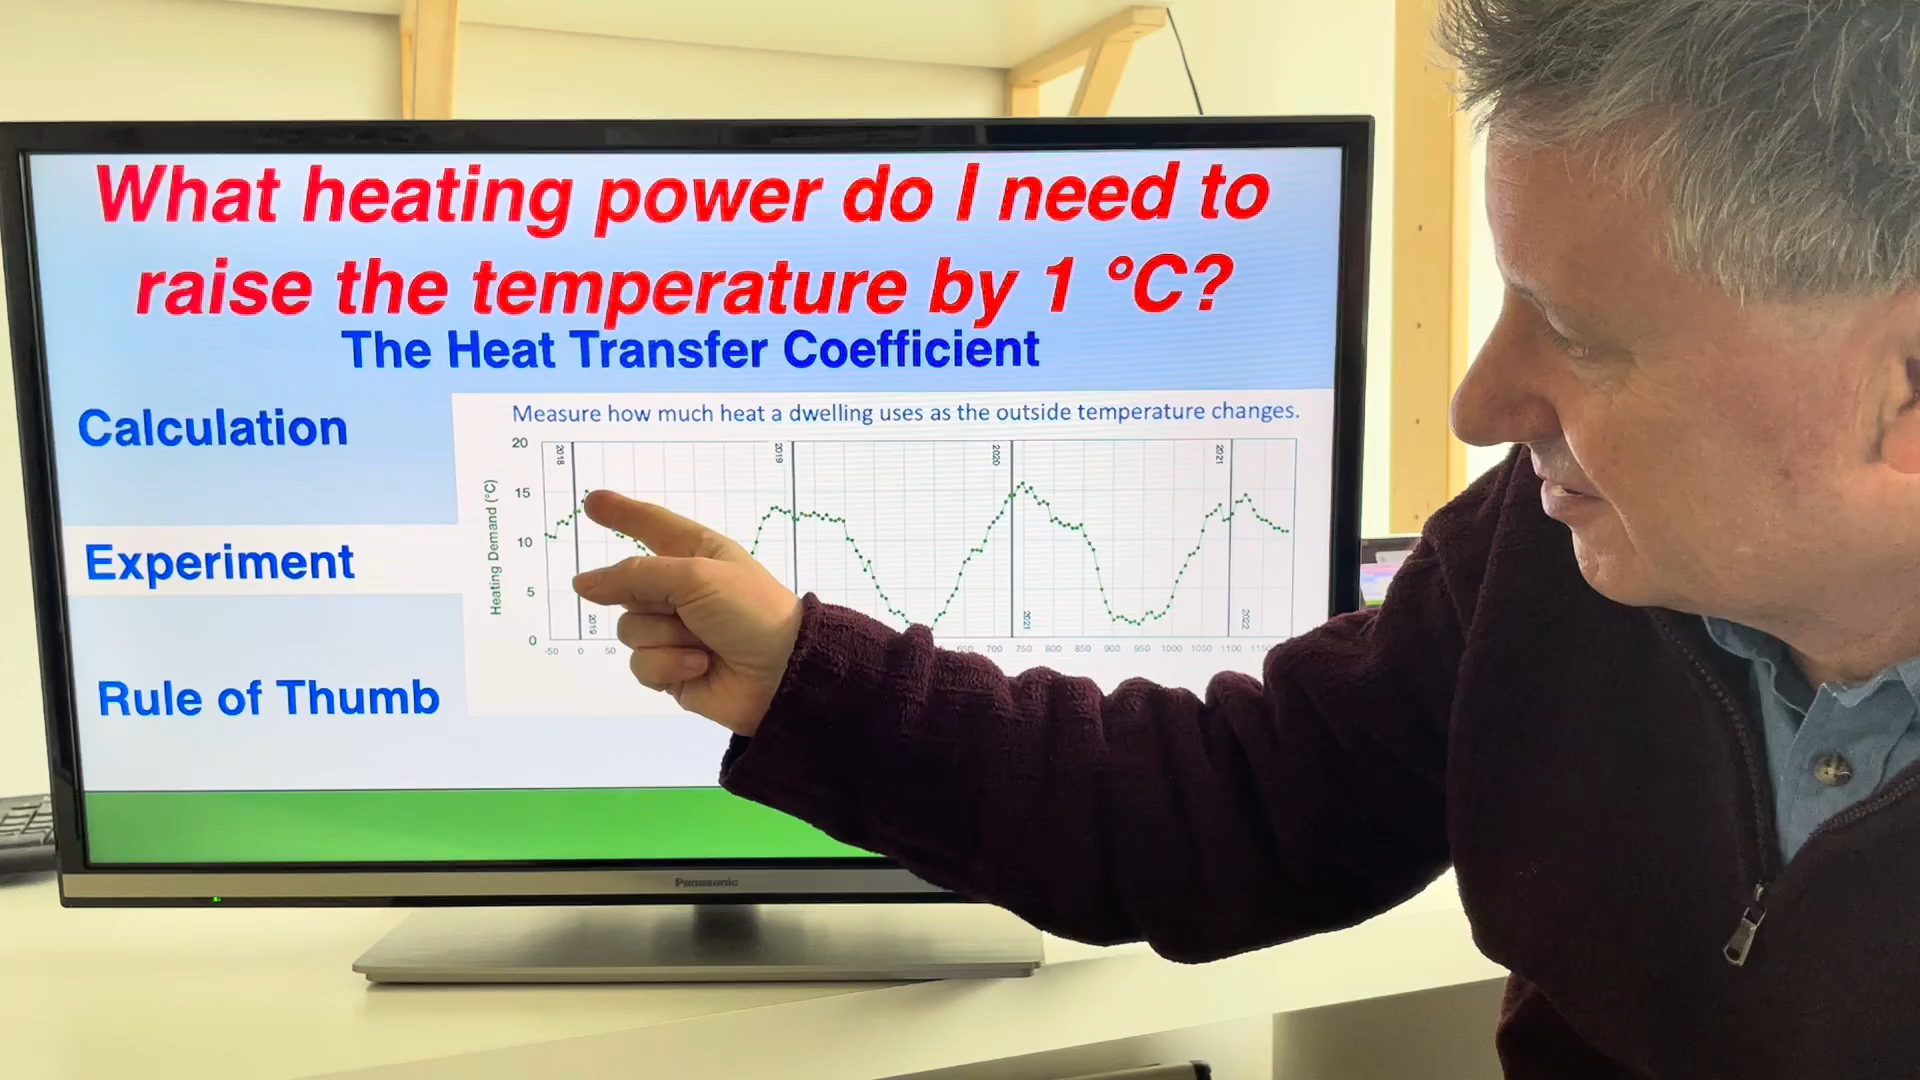 What heating power do I need to
raise the temperature by 1 °C?
The Heat Transfer Coefficient
Calculation
Experiment
Rule of Thumb
Measure how much heat a dwelling uses as the outside temperature changes.
Heating Demand (°C)
20
15
10
5
0
2018
2019
2019
2020
2021
2021
2022
-50 0 50 650 700 750 800 850 900 950 1000 1050 1100
Panasonic